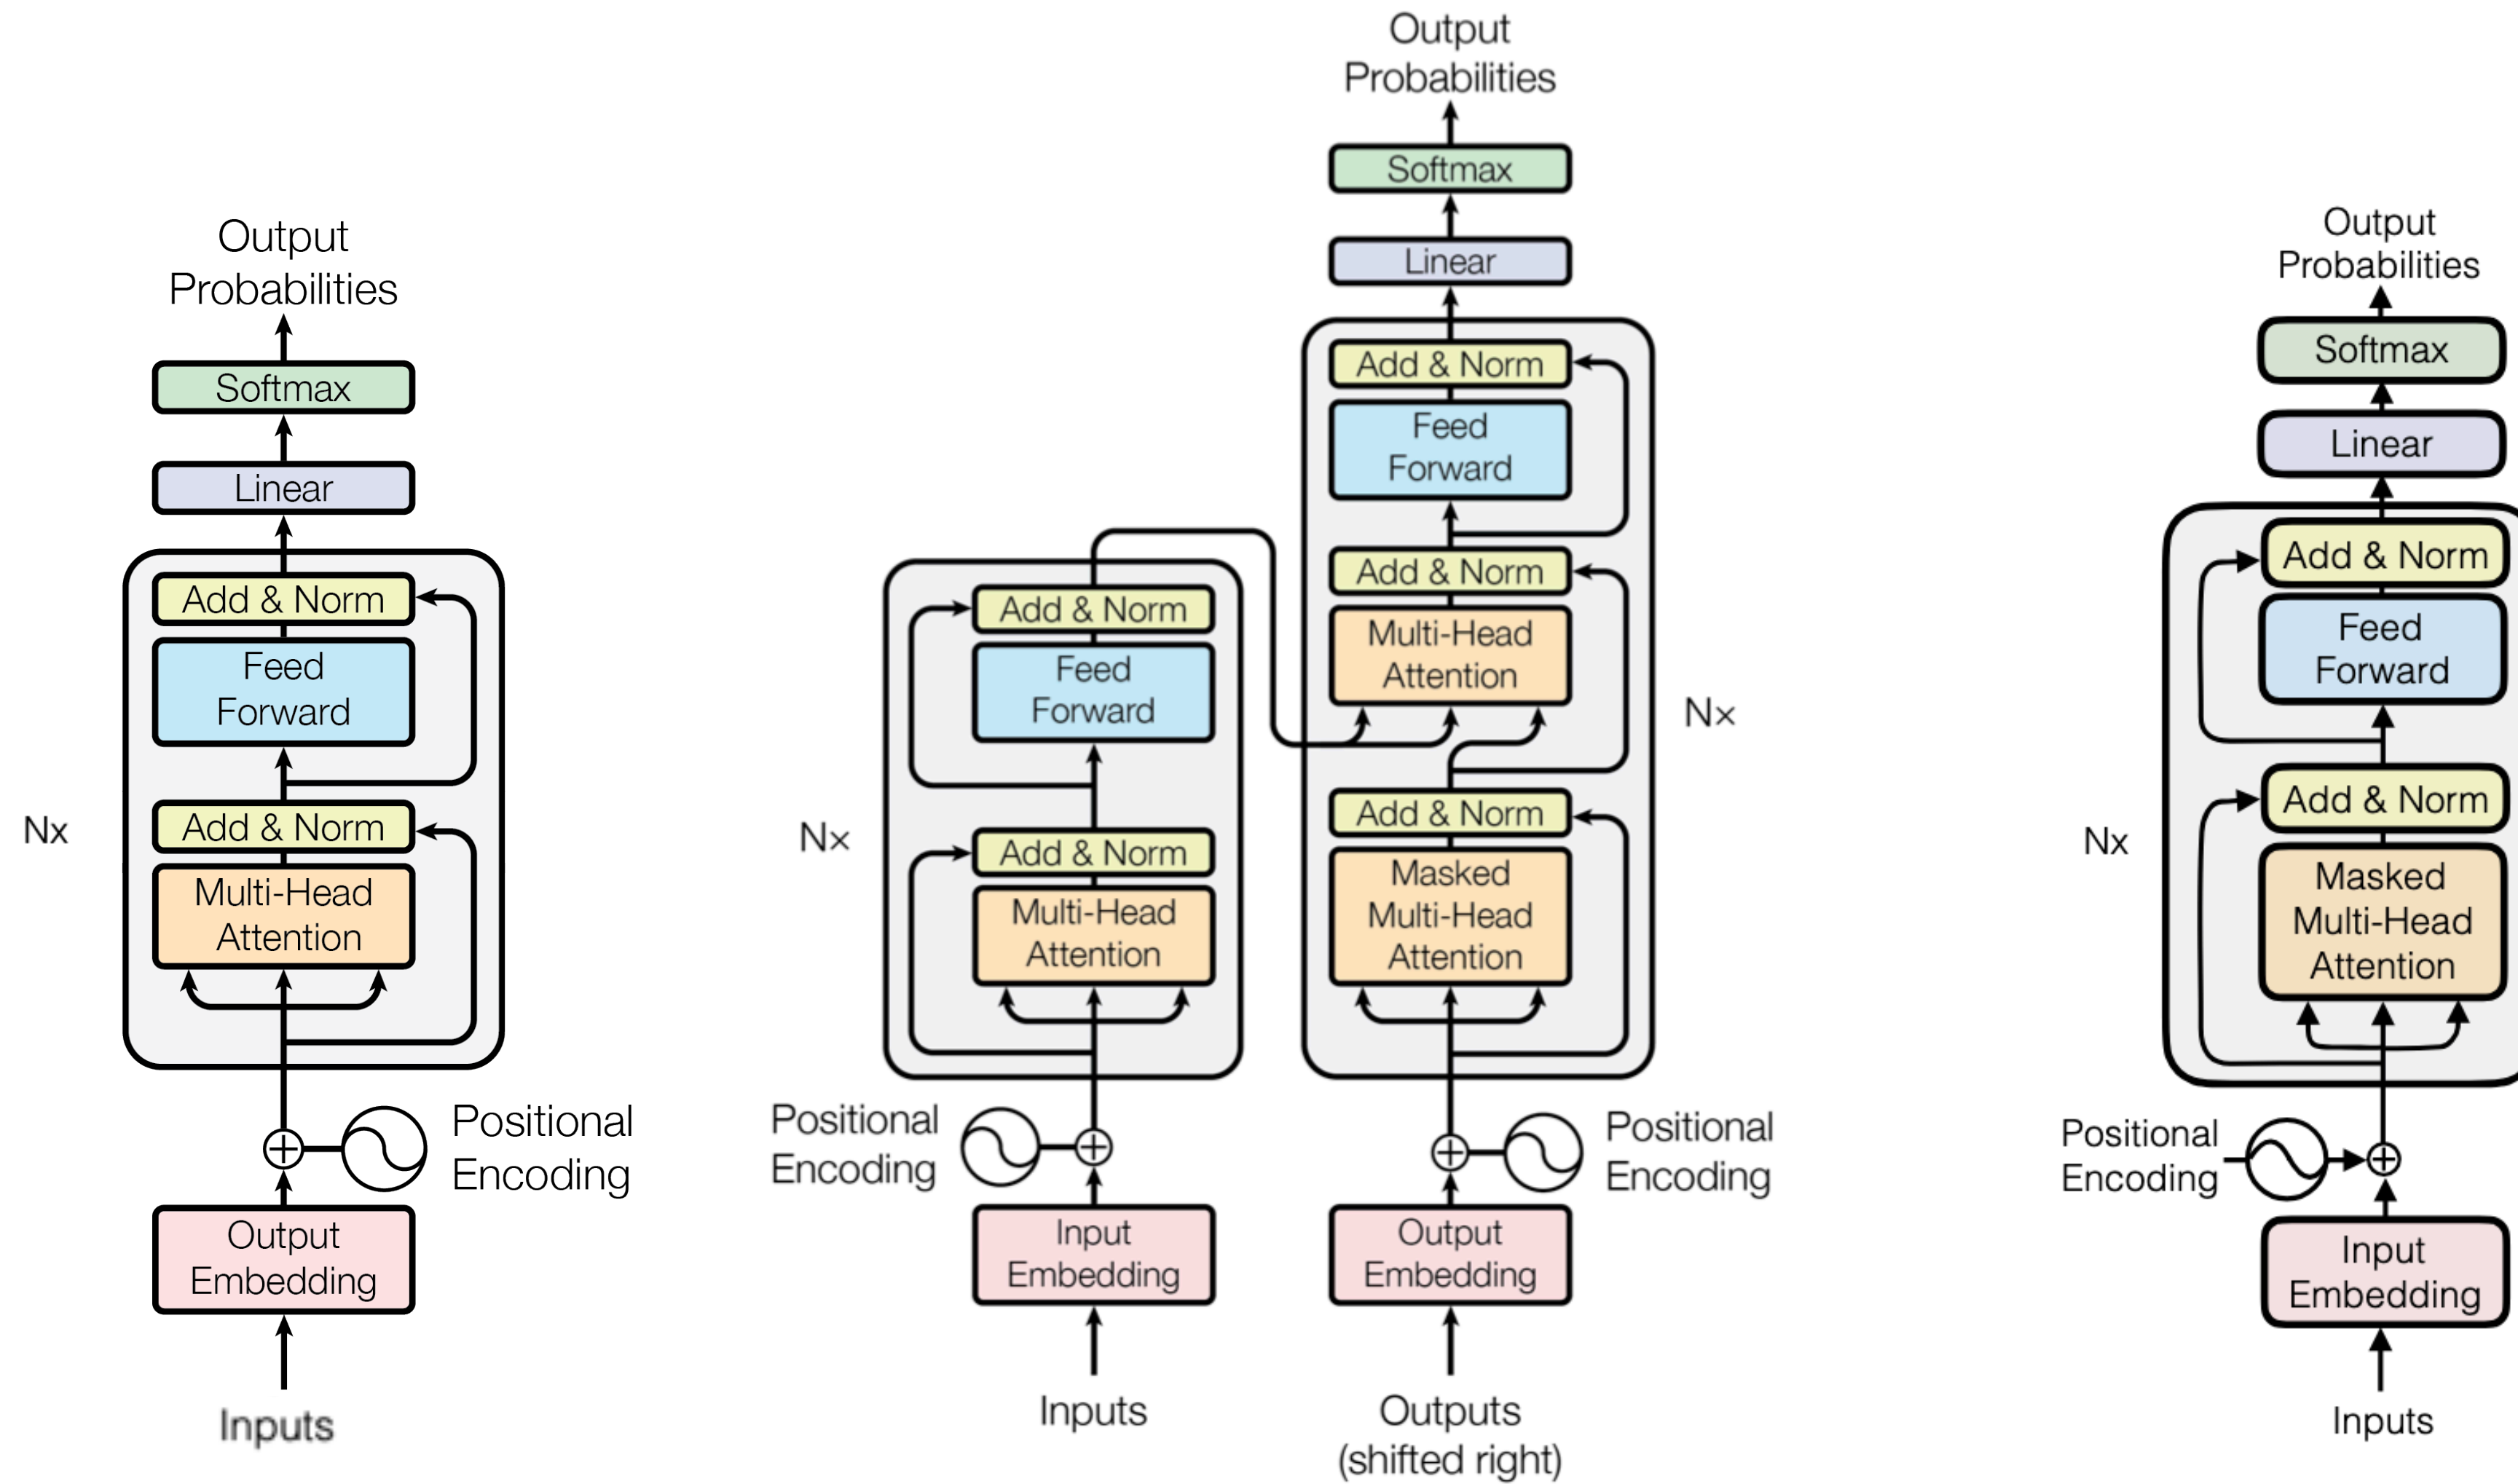 Output
Probabilities
Softmax
Linear
Add & Norm
Feed
Forward
Add & Norm
Multi-Head
Attention
Nx
Positional
Encoding
Output
Embedding
Inputs
Add & Norm
Feed
Forward
Nx
Add & Norm
Multi-Head
Attention
Positional
Encoding
Input
Embedding
Inputs
Output
Probabilities
Softmax
Linear
Add & Norm
Feed
Forward
Add & Norm
Multi-Head
Attention
N×
Add & Norm
Masked
Multi-Head
Attention
Positional
Encoding
Output
Embedding
Outputs
(shifted right)
Output
Probabilities
Softmax
Linear
Add & Norm
Feed
Forward
Add & Norm
Nx
Masked
Multi-Head
Attention
Positional
Encoding
Input
Embedding
Inputs